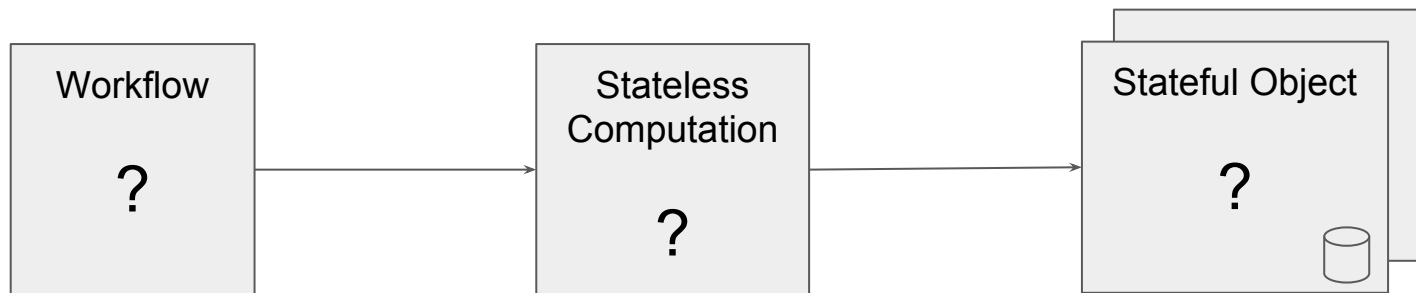 Workflow
?
Stateless
Computation
?
Stateful Object
?